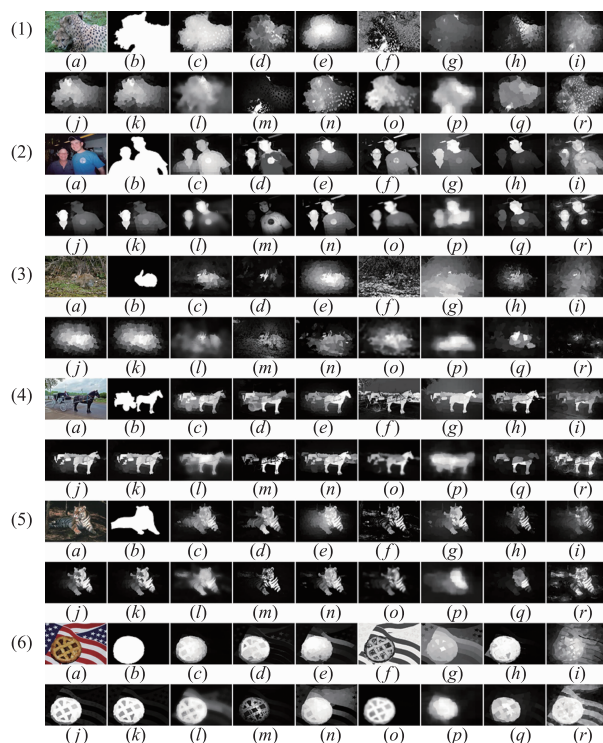 (1)
(a) (b) (c) (d) (e) (f) (g) (h) (i)
(j) (k) (l) (m) (n) (o) (p) (q) (r)
(2)
(a) (b) (c) (d) (e) (f) (g) (h) (i)
(j) (k) (l) (m) (n) (o) (p) (q) (r)
(3)
(a) (b) (c) (d) (e) (f) (g) (h) (i)
(j) (k) (l) (m) (n) (o) (p) (q) (r)
(4)
(a) (b) (c) (d) (e) (f) (g) (h) (i)
(j) (k) (l) (m) (n) (o) (p) (q) (r)
(5)
(a) (b) (c) (d) (e) (f) (g) (h) (i)
(j) (k) (l) (m) (n) (o) (p) (q) (r)
(6)
(a) (b) (c) (d) (e) (f) (g) (h) (i)
(j) (k) (l) (m) (n) (o) (p) (q) (r)